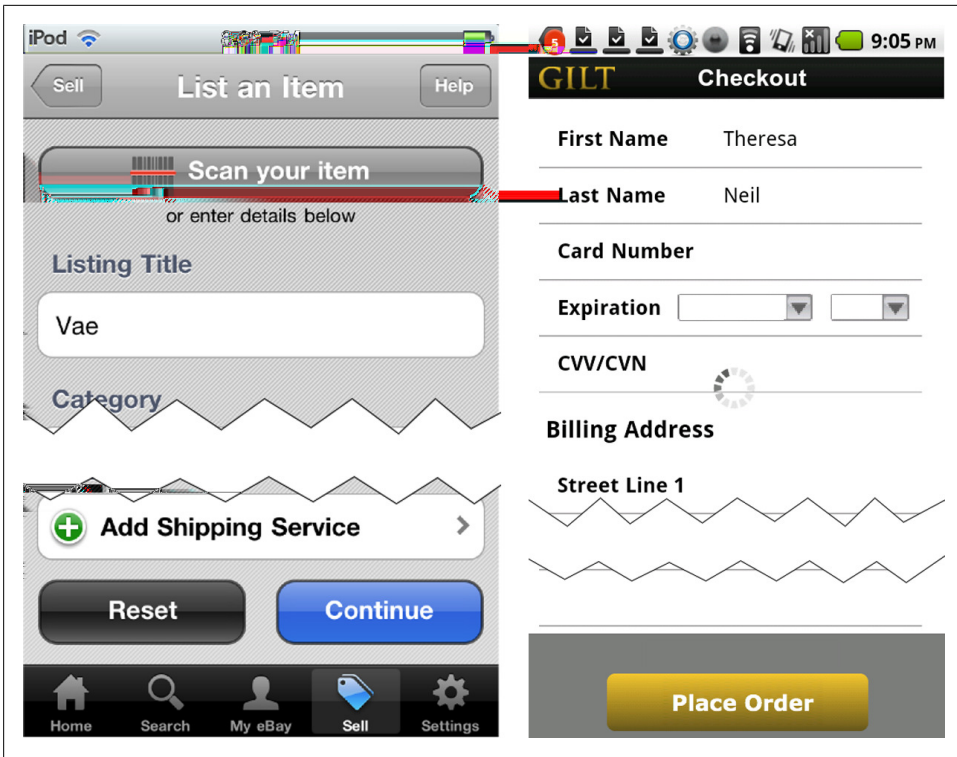 iPod
Sell
List an Item
Help
Scan your item
or enter details below
Listing Title
Vae
Category
Add Shipping Service
Reset
Continue
Home
Search
My eBay
Sell
Settings
5
9:05 PM
GILT
Checkout
First Name Theresa
Last Name Neil
Card Number
Expiration
CVV/CVN
Billing Address
Street Line 1
Place Order